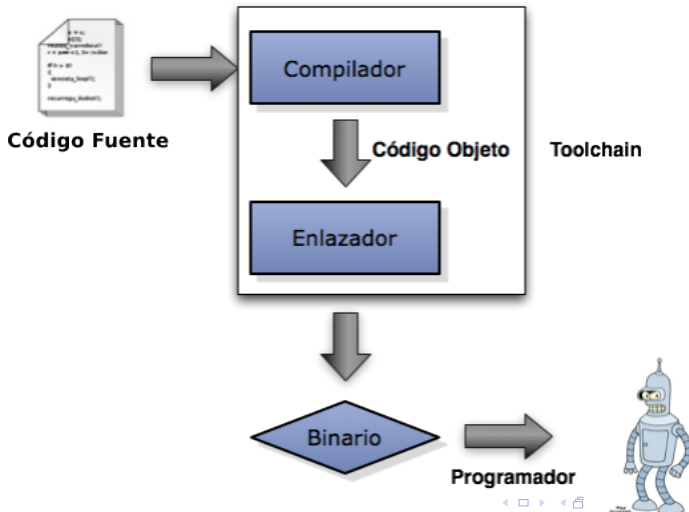 Código Fuente
Compilador
Código Objeto
Toolchain
Enlazador
Binario
Programador